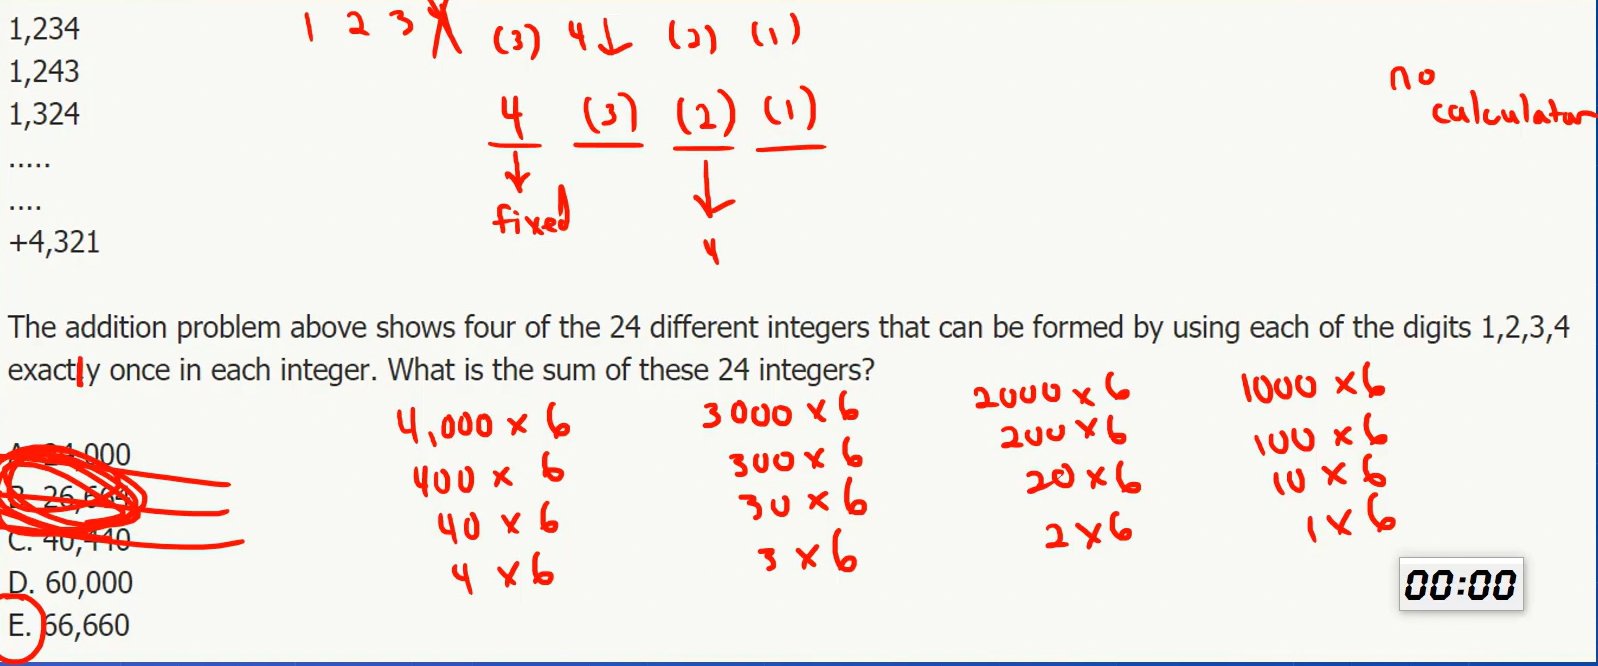 1,234
1,243
1,324
.....
....
+4,321
1 2 3 4
(3) 4 (2) (1)
4 (3) (2) (1)
fixed
4
no
calculator
The addition problem above shows four of the 24 different integers that can be formed by using each of the digits 1,2,3,4
exactly once in each integer. What is the sum of these 24 integers?
A. 24,000
B. 26,664
C. 40,440
D. 60,000
E. 66,660
4,000 × 6
400 × 6
40 × 6
4 × 6
3000 × 6
300 × 6
30 × 6
3 × 6
2000 × 6
200 × 6
20 × 6
2 × 6
1000 × 6
100 × 6
10 × 6
1 × 6
00:00